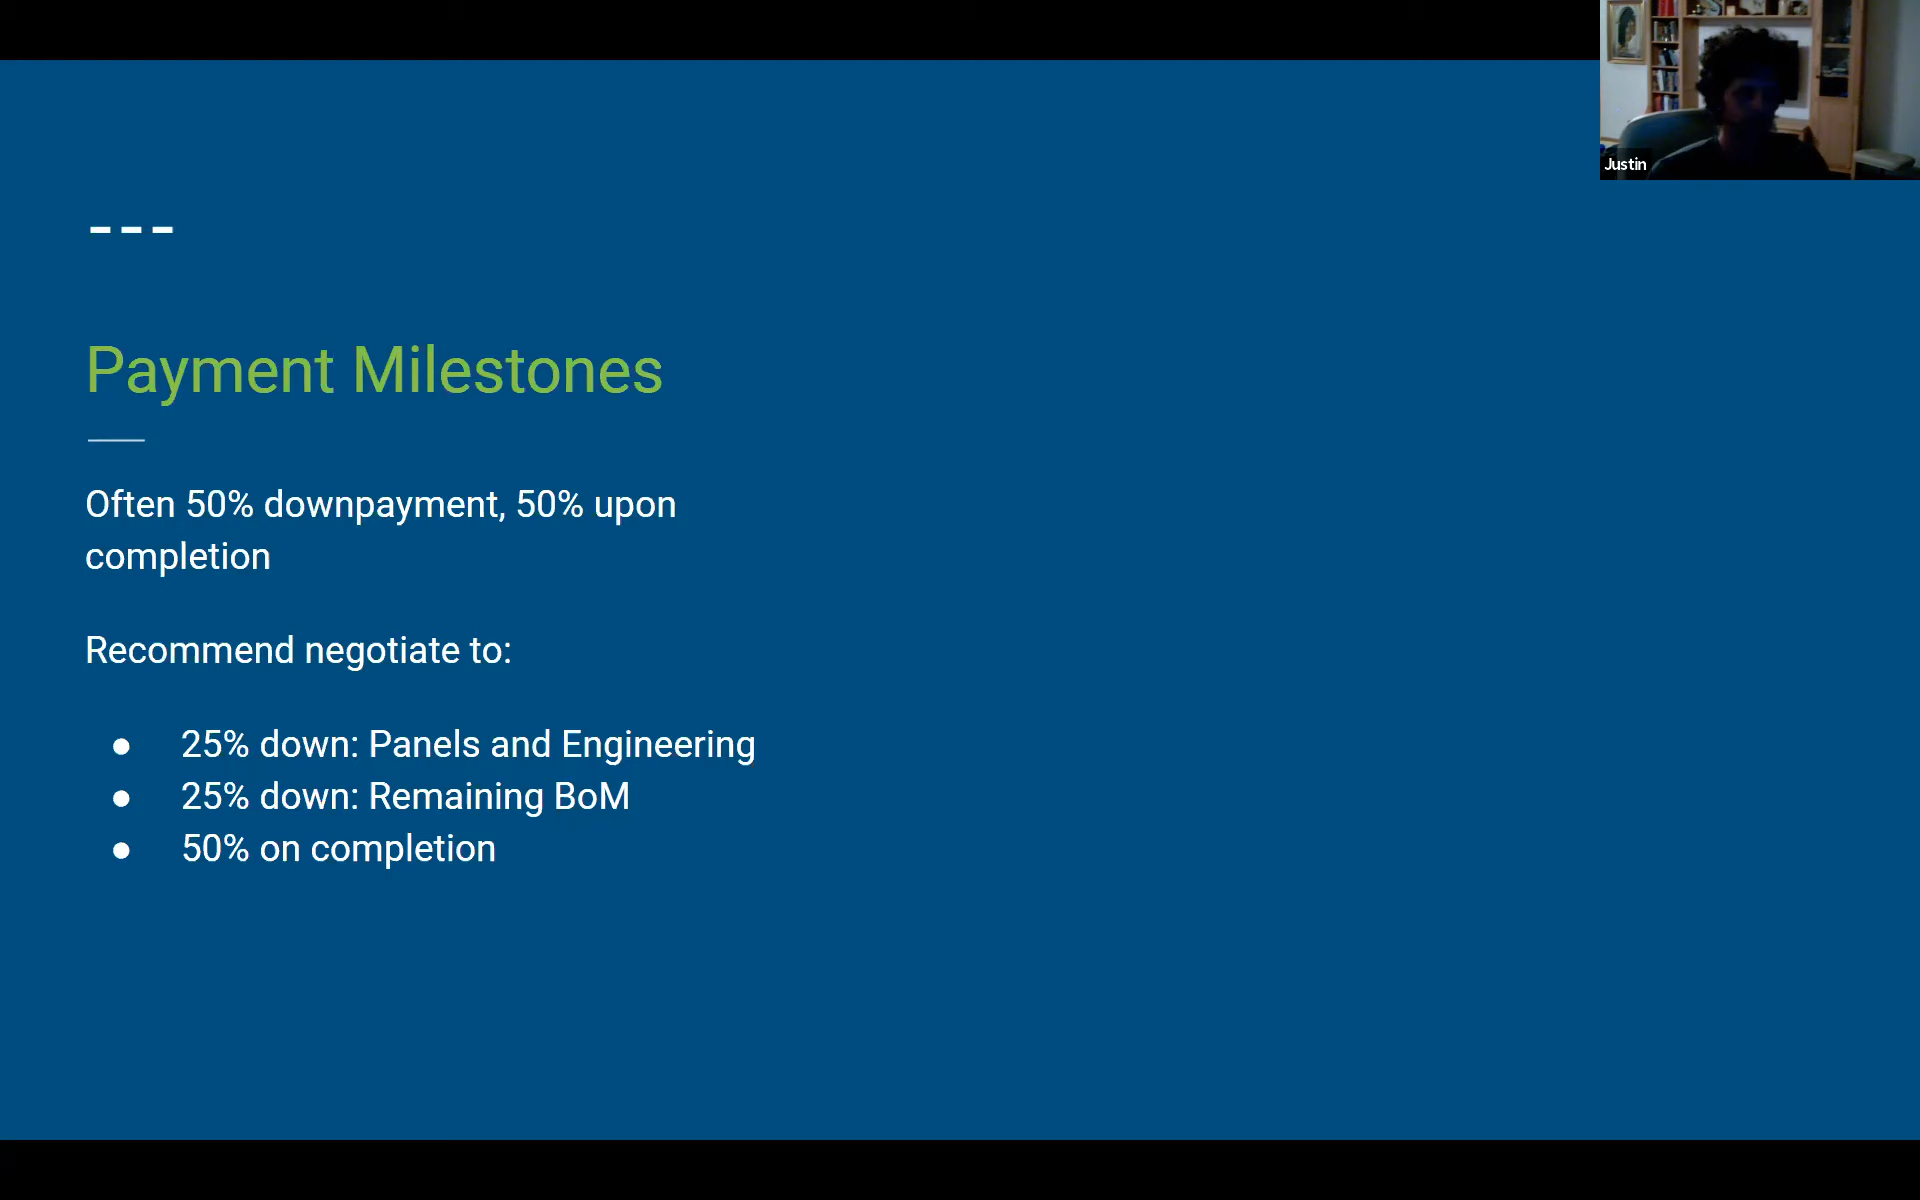 Justin
---
Payment Milestones
Often 50% downpayment, 50% upon
completion
Recommend negotiate to:
● 25% down: Panels and Engineering
● 25% down: Remaining BoM
● 50% on completion